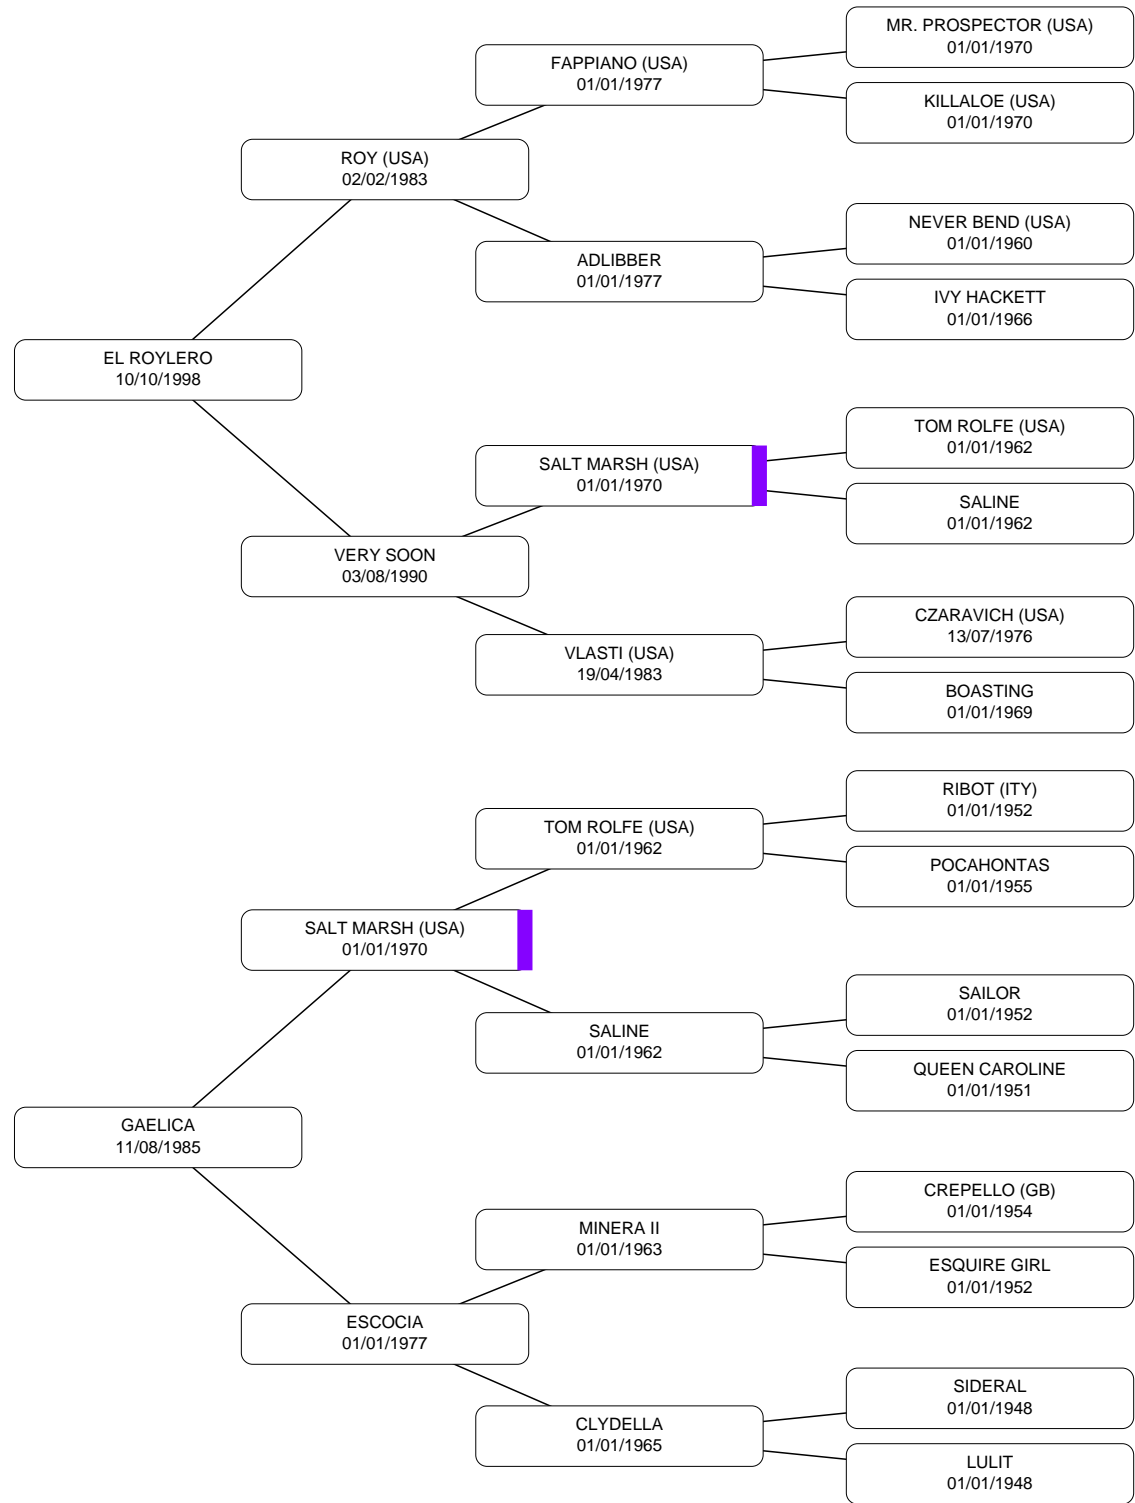 MR. PROSPECTOR (USA)
01/01/1970
FAPPIANO (USA)
01/01/1977
KILLALOE (USA)
01/01/1970
ROY (USA)
02/02/1983
NEVER BEND (USA)
01/01/1960
ADLIBBER
01/01/1977
IVY HACKETT
01/01/1966
EL ROYLERO
10/10/1998
TOM ROLFE (USA)
01/01/1962
SALT MARSH (USA)
01/01/1970
SALINE
01/01/1962
VERY SOON
03/08/1990
CZARAVICH (USA)
13/07/1976
VLASTI (USA)
19/04/1983
BOASTING
01/01/1969
RIBOT (ITY)
01/01/1952
TOM ROLFE (USA)
01/01/1962
POCAHONTAS
01/01/1955
SALT MARSH (USA)
01/01/1970
SAILOR
01/01/1952
SALINE
01/01/1962
QUEEN CAROLINE
01/01/1951
GAELICA
11/08/1985
CREPELLO (GB)
01/01/1954
MINERA II
01/01/1963
ESQUIRE GIRL
01/01/1952
ESCOCIA
01/01/1977
SIDERAL
01/01/1948
CLYDELLA
01/01/1965
LULIT
01/01/1948